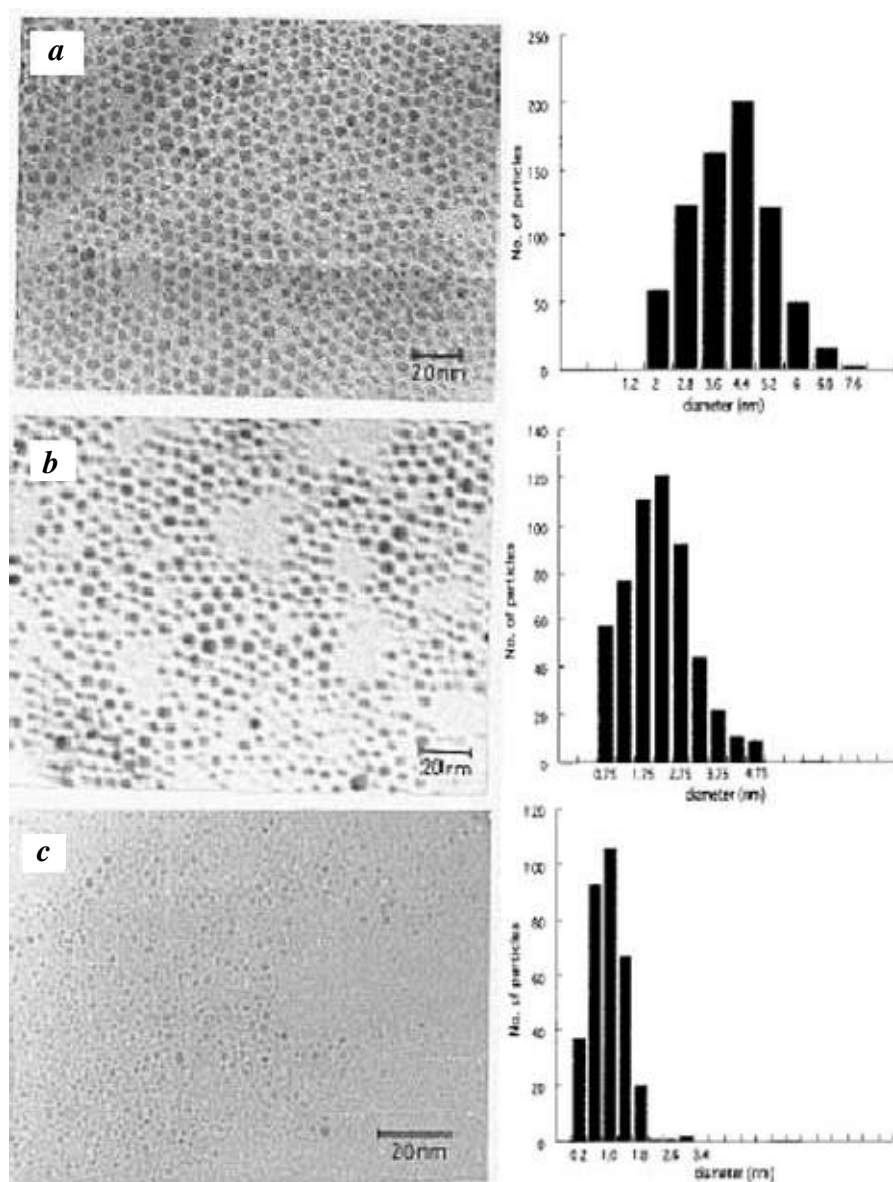 a
20nm
250
200
150
100
50
0
No. of particles
1.2 2 2.8 3.6 4.4 5.2 6 6.8 7.6
diameter (nm)
b
20nm
140
120
100
80
60
40
20
0
No. of particles
0.75 1.75 2.75 3.75 4.75
diameter (nm)
c
20nm
120
100
80
60
40
20
0
No. of particles
0.2 1.0 1.8 2.6 3.4
diameter (nm)